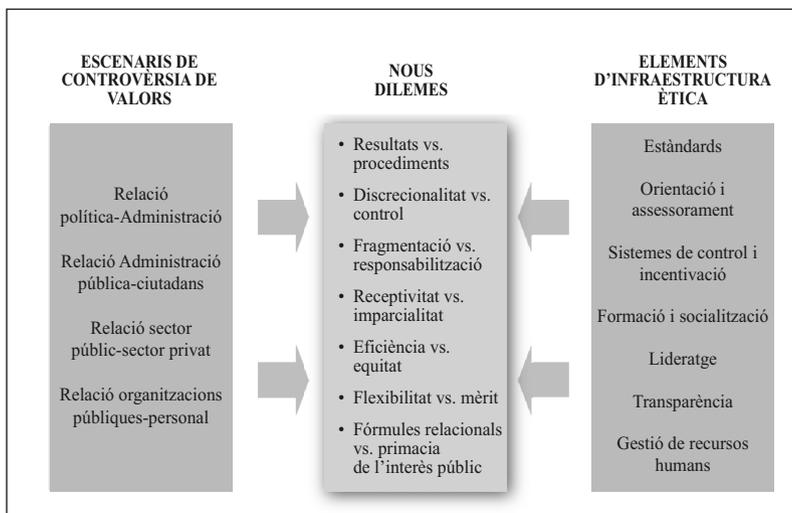 ESCENARIS DE
CONTROVÈRSIA DE
VALORS
Relació
política-Administració
Relació Administració
pública-ciutadans
Relació sector
públic-sector privat
Relació organitzacions
públiques-personal
NOUS
DILEMES
• Resultats vs.
procediments
• Discrecionalitat vs.
control
• Fragmentació vs.
responsabilització
• Receptivitat vs.
imparcialitat
• Eficiència vs.
equitat
• Flexibilitat vs. mèrit
• Fórmules relacionals
vs. primacia
de l’interès públic
ELEMENTS
D’INFRAESTRUCTURA
ÈTICA
Estàndards
Orientació i
assessorament
Sistemes de control i
incentivació
Formació i socialització
Lideratge
Transparència
Gestió de recursos
humans